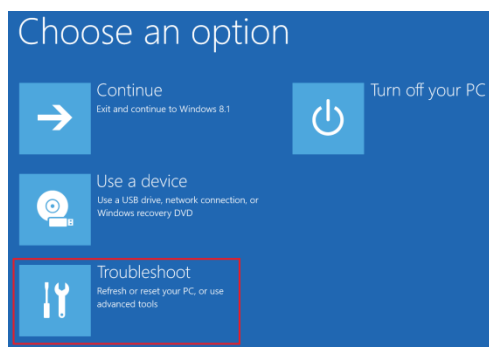 Choose an option
Continue
Exit and continue to Windows 8.1
Turn off your PC
Use a device
Use a USB drive, network connection, or
Windows recovery DVD
Troubleshoot
Refresh or reset your PC, or use
advanced tools